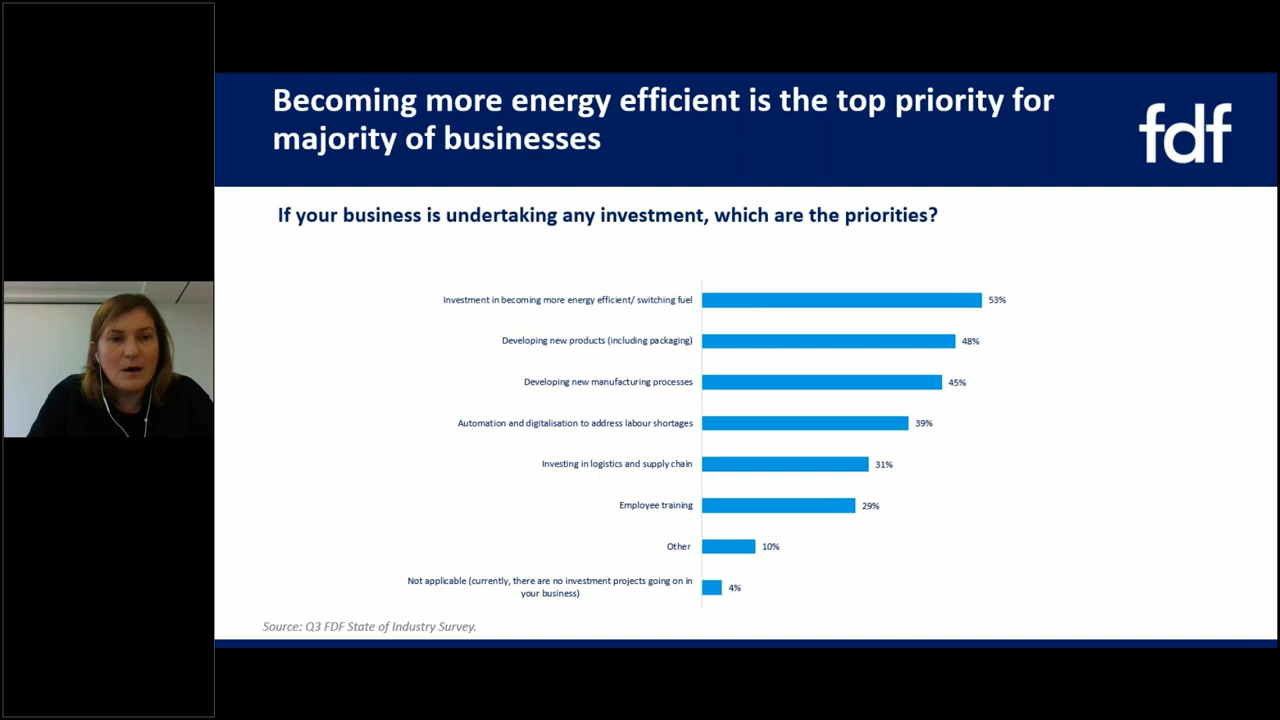 Becoming more energy efficient is the top priority for
majority of businesses
fdf
If your business is undertaking any investment, which are the priorities?
Investment in becoming more energy efficient/ switching fuel
53%
Developing new products (including packaging)
48%
Developing new manufacturing processes
45%
Automation and digitalisation to address labour shortages
39%
Investing in logistics and supply chain
31%
Employee training
29%
Other
10%
Not applicable (currently, there are no investment projects going on in
your business)
4%
Source: Q3 FDF State of Industry Survey.